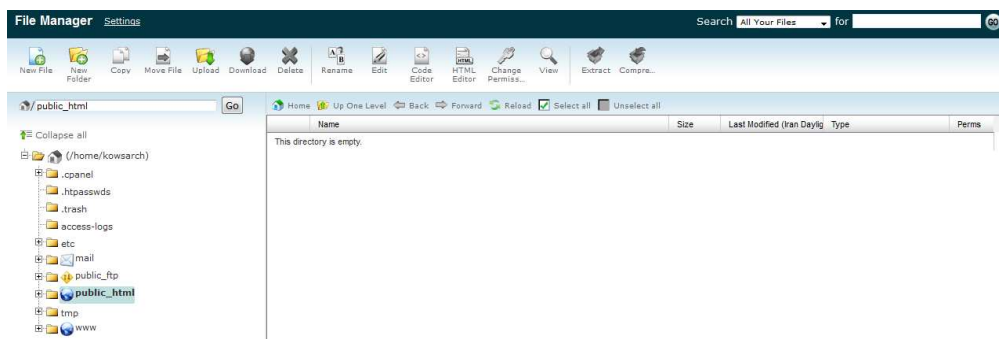 File Manager Settings Search All Your Files for GO
New File New Folder Copy Move File Upload Download Delete Rename Edit Code Editor HTML Editor Change Permiss... View Extract Compre...
/ public_html Go Home Up One Level Back Forward Reload Select all Unselect all
Name Size Last Modified (Iran Daylig Type Perms
This directory is empty.
Collapse all
(/home/kowsarch)
.cpanel
.htpasswds
.trash
access-logs
etc
mail
public_ftp
public_html
tmp
www